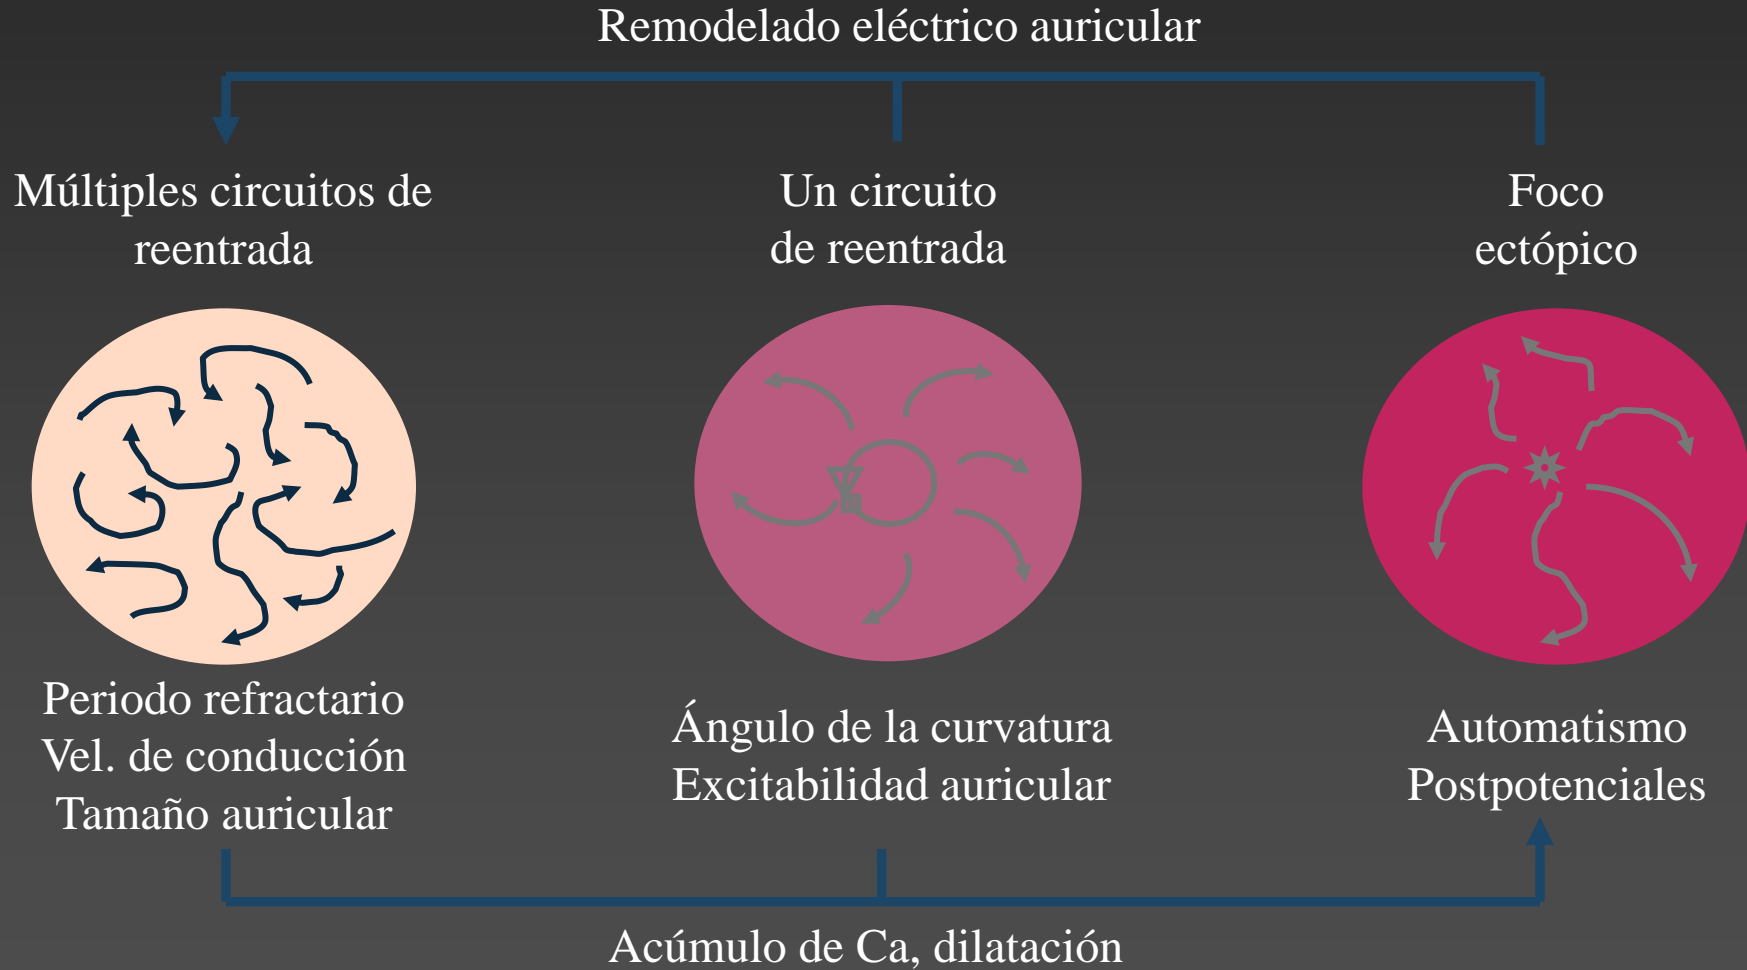 Remodelado eléctrico auricular
Múltiples circuitos de
reentrada
Un circuito
de reentrada
Foco
ectópico
Periodo refractario
Vel. de conducción
Tamaño auricular
Ángulo de la curvatura
Excitabilidad auricular
Automatismo
Postpotenciales
Acúmulo de Ca, dilatación